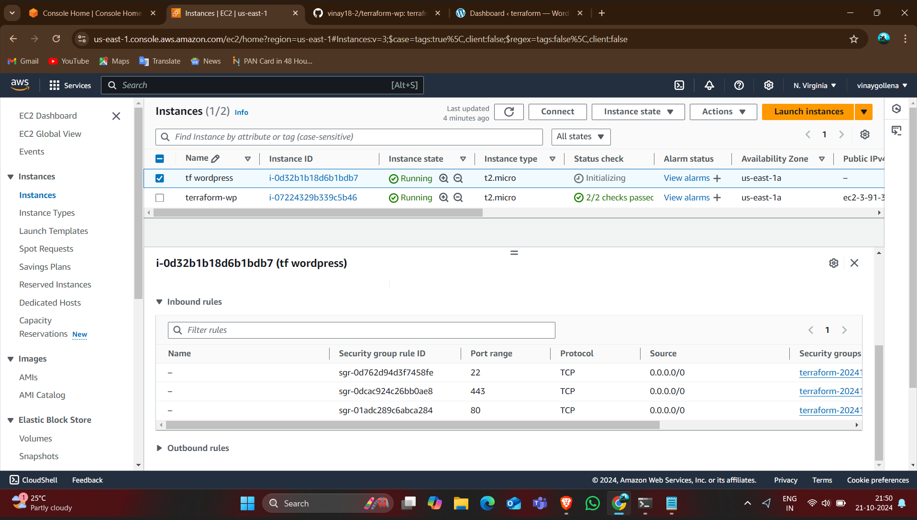 Console Home | Console Home
Instances | EC2 | us-east-1
vinay18-2/terraform-wp: terraf
Dashboard ‹ terraform — Word
us-east-1.console.aws.amazon.com/ec2/home?region=us-east-1#Instances:v=3;$case=tags:true%5C,client:false;$regex=tags:false%5C,client:false
Gmail YouTube Maps Translate News PAN Card in 48 Hou...
aws Services Search [Alt+S] N. Virginia vinaygollena
EC2 Dashboard
EC2 Global View
Events
Instances
Instances
Instance Types
Launch Templates
Spot Requests
Savings Plans
Reserved Instances
Dedicated Hosts
Capacity
Reservations New
Images
AMIs
AMI Catalog
Elastic Block Store
Volumes
Snapshots
Instances (1/2) Info
Last updated
4 minutes ago
Connect Instance state Actions Launch instances
Find Instance by attribute or tag (case-sensitive) All states 1
Name Instance ID Instance state Instance type Status check Alarm status Availability Zone Public IPv4
tf wordpress i-0d32b1b18d6b1bdb7 Running t2.micro Initializing View alarms + us-east-1a –
terraform-wp i-07224329b339c5b46 Running t2.micro 2/2 checks passec View alarms + us-east-1a ec2-3-91-3
i-0d32b1b18d6b1bdb7 (tf wordpress)
Inbound rules
Filter rules 1
Name Security group rule ID Port range Protocol Source Security groups
– sgr-0d762d94d3f7458fe 22 TCP 0.0.0.0/0 terraform-20241
– sgr-0dcac924c26bb0ae8 443 TCP 0.0.0.0/0 terraform-20241
– sgr-01adc289c6abca284 80 TCP 0.0.0.0/0 terraform-20241
Outbound rules
CloudShell Feedback © 2024, Amazon Web Services, Inc. or its affiliates. Privacy Terms Cookie preferences
1
25°C
Partly cloudy
Search
ENG
IN
21:50
21-10-2024